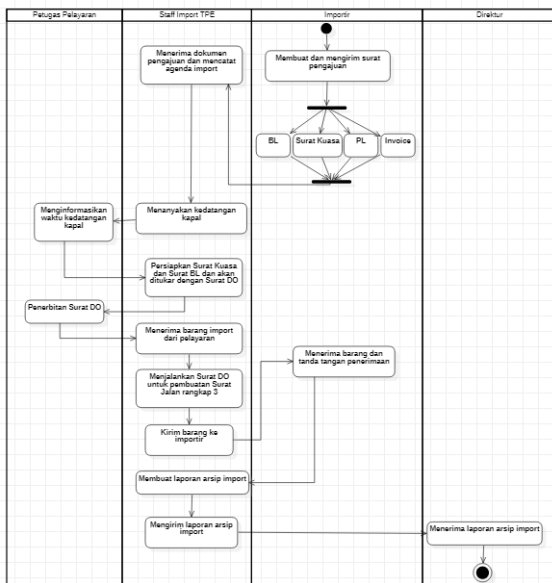 Petugas Pelayaran
Staff Import TPE
Importir
Direktur
Menerima dokumen
pengajuan dan mencatat
agenda import
Membuat dan mengirim surat
pengajuan
BL
Surat Kuasa
PL
Invoice
Menginformasikan
waktu kedatangan
kapal
Menanyakan kedatangan
kapal
Persiapkan Surat Kuasa
dan Surat BL dan akan
ditukar dengan Surat DO
Penerbitan Surat DO
Menerima barang import
dari pelayaran
Menerima barang dan
tanda tangan penerimaan
Menjalankan Surat DO
untuk pembuatan Surat
Jalan rangkap 3
Kirim barang ke
importir
Membuat laporan arsip import
Mengirim laporan arsip
import
Menerima laporan arsip import